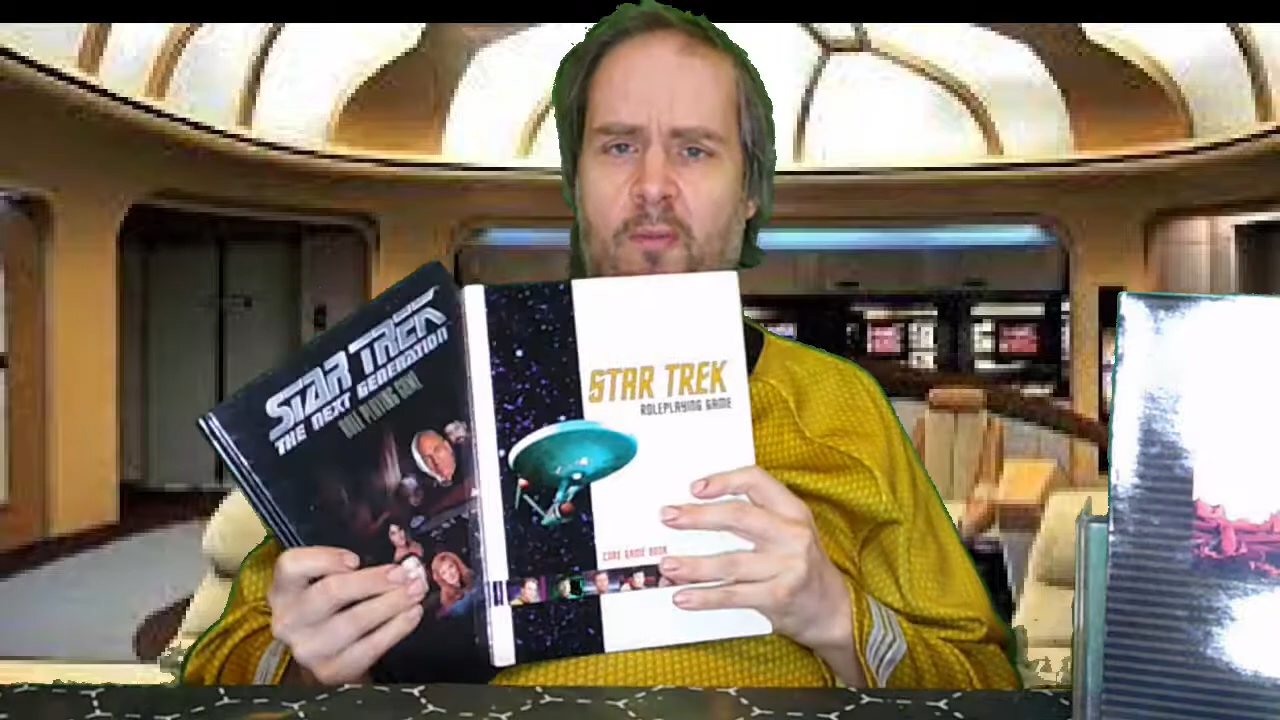 STAR TREK
THE NEXT GENERATION
ROLE PLAYING GAME
STAR TREK
ROLEPLAYING GAME
CORE GAME BOOK